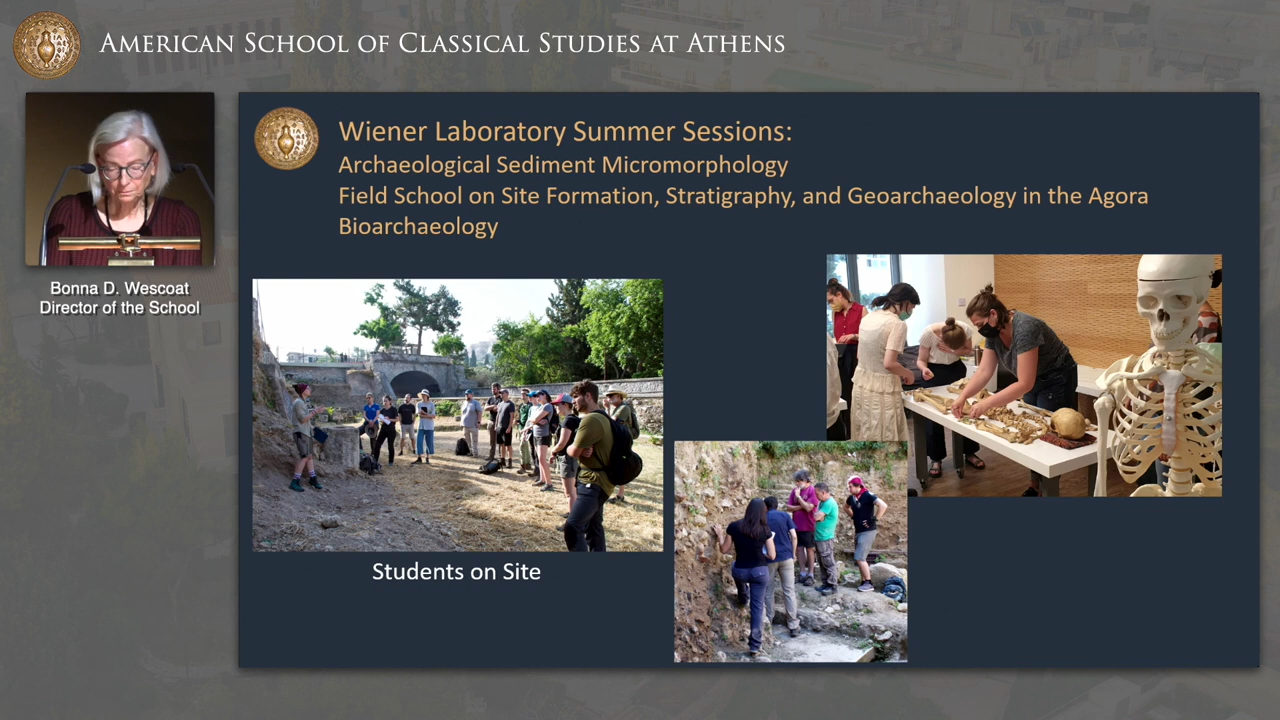 American School of Classical Studies at Athens
Bonna D. Wescoat
Director of the School
Wiener Laboratory Summer Sessions:
Archaeological Sediment Micromorphology
Field School on Site Formation, Stratigraphy, and Geoarchaeology in the Agora
Bioarchaeology
Students on Site